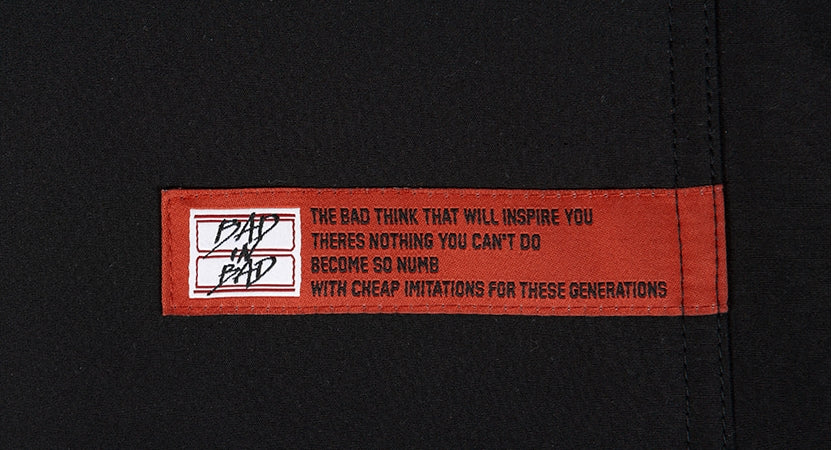 BAD
IN
BAD
THE BAD THINK THAT WILL INSPIRE YOU
THERES NOTHING YOU CAN'T DO
BECOME SO NUMB
WITH CHEAP IMITATIONS FOR THESE GENERATIONS